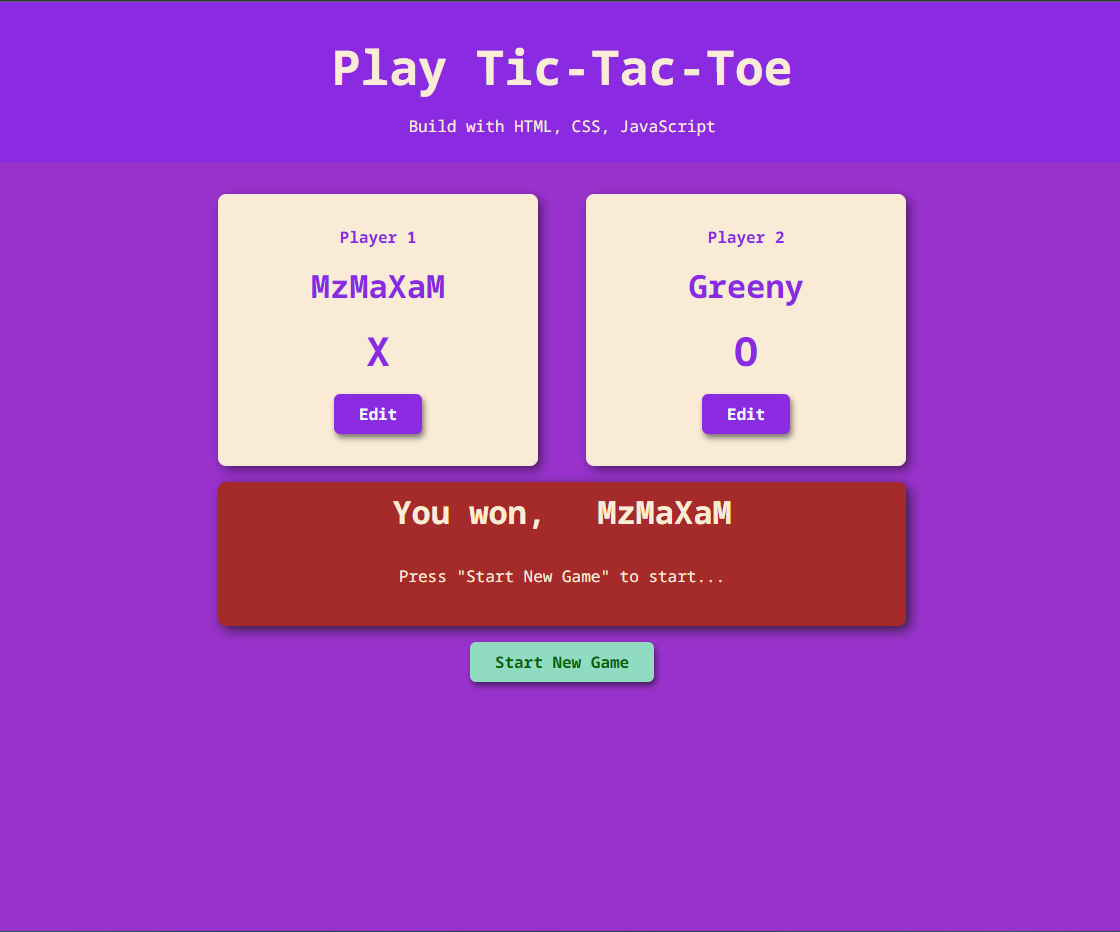 Play Tic-Tac-Toe
Build with HTML, CSS, JavaScript
Player 1
MzMaXaM
X
Edit
Player 2
Greeny
O
Edit
You won, MzMaXaM
Press "Start New Game" to start...
Start New Game